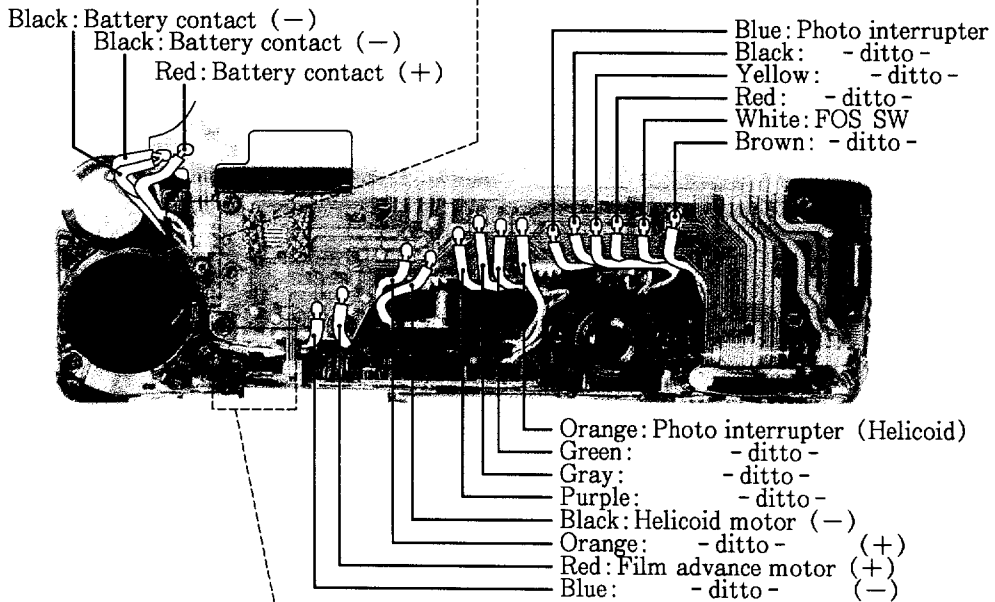 Black: Battery contact (−)
Black: Battery contact (−)
Red: Battery contact (+)
Blue: Photo interrupter
Black: - ditto -
Yellow: - ditto -
Red: - ditto -
White: FOS SW
Brown: - ditto -
Orange: Photo interrupter (Helicoid)
Green: - ditto -
Gray: - ditto -
Purple: - ditto -
Black: Helicoid motor (−)
Orange: - ditto - (+)
Red: Film advance motor (+)
Blue: - ditto - (−)